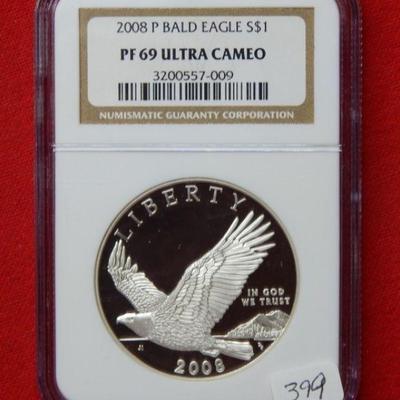 2008 P BALD EAGLE S$1
PF 69 ULTRA CAMEO
3200557-009
NUMISMATIC GUARANTY CORPORATION
LIBERTY
IN GOD
WE TRUST
2008
399